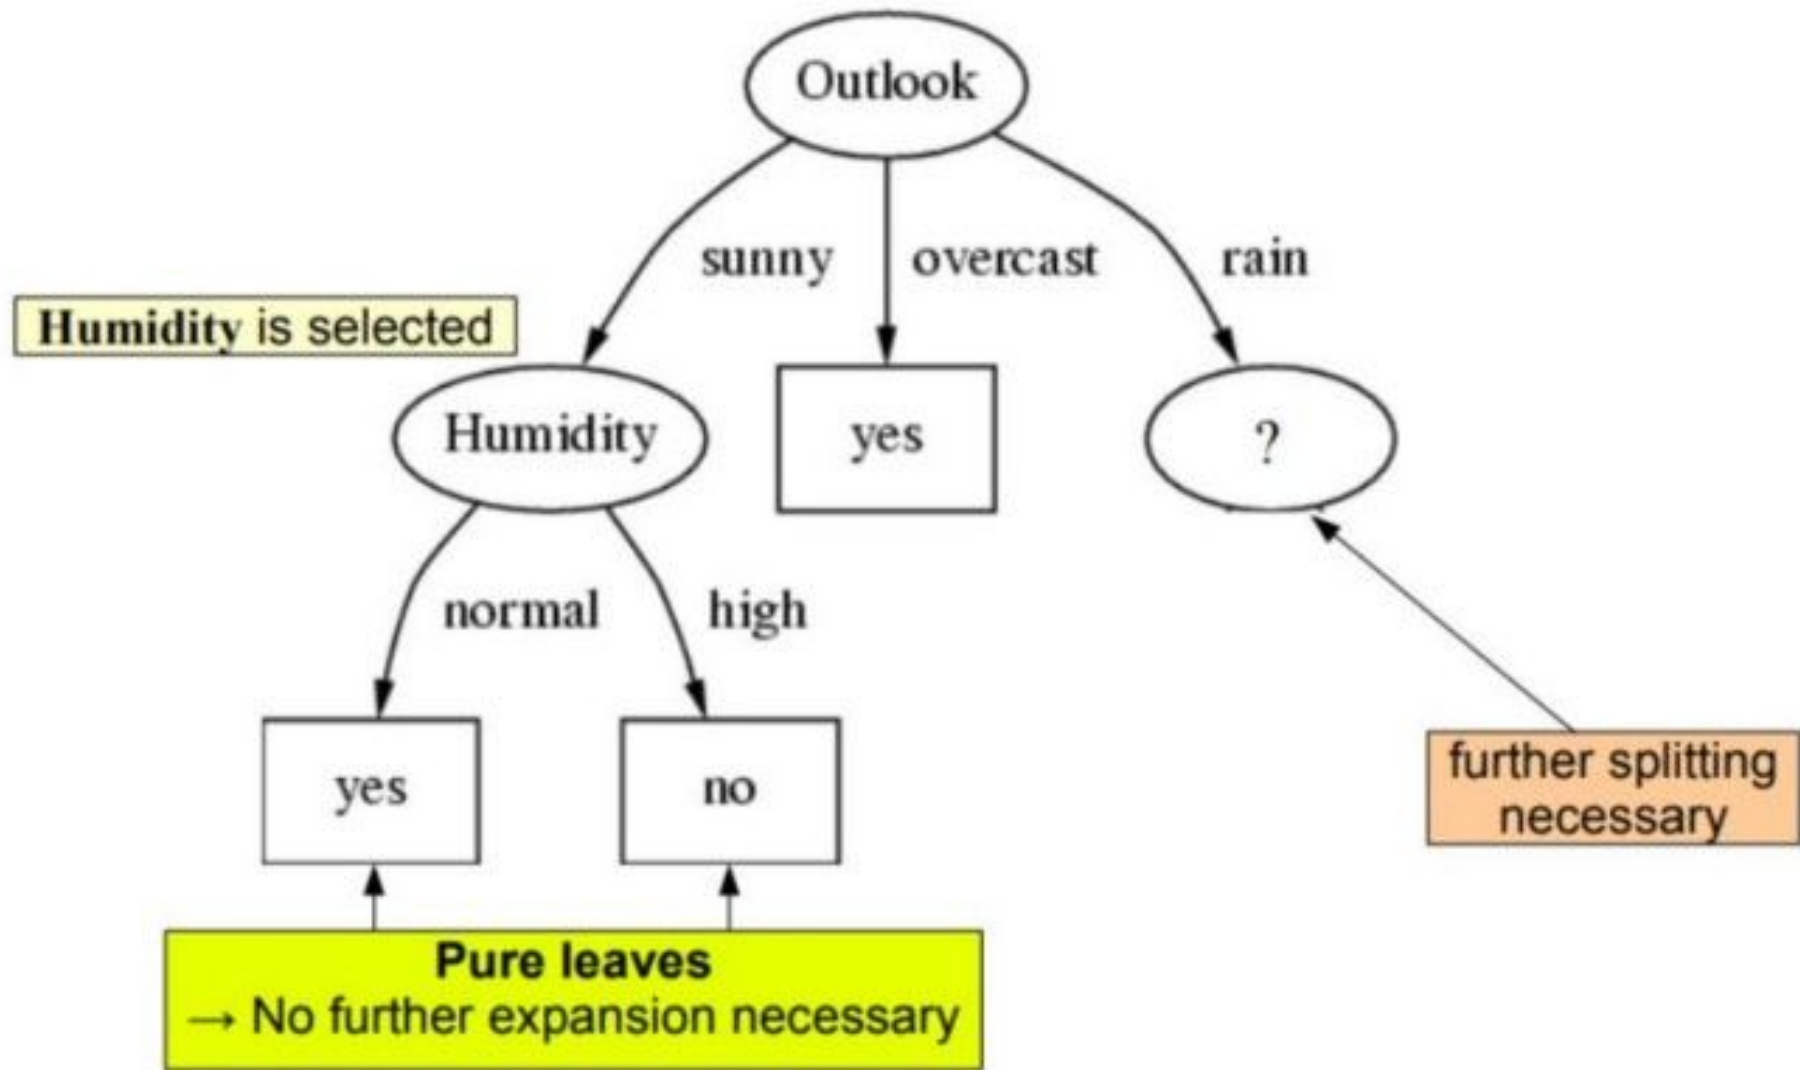 Outlook
sunny
overcast
rain
Humidity is selected
Humidity
yes
?
normal
high
yes
no
further splitting
necessary
Pure leaves
→ No further expansion necessary